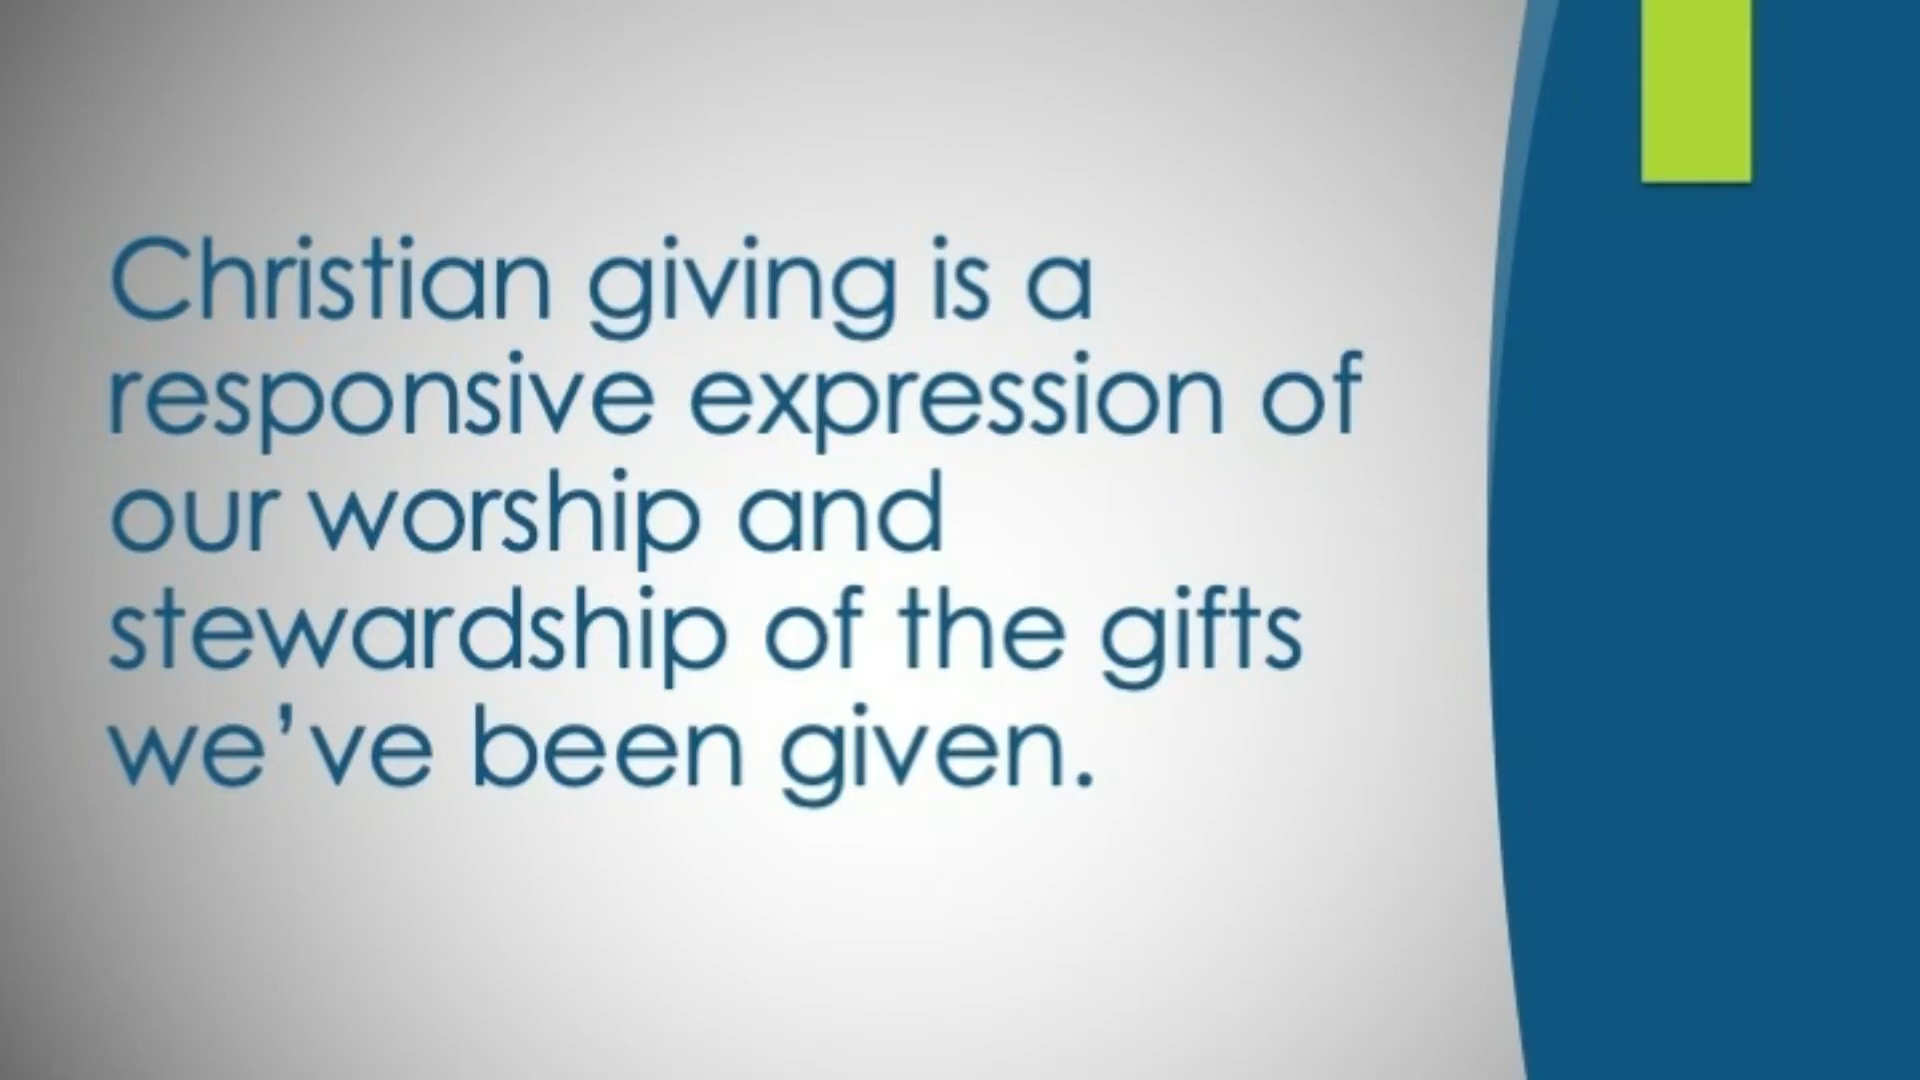 Christian giving is a
responsive expression of
our worship and
stewardship of the gifts
we’ve been given.